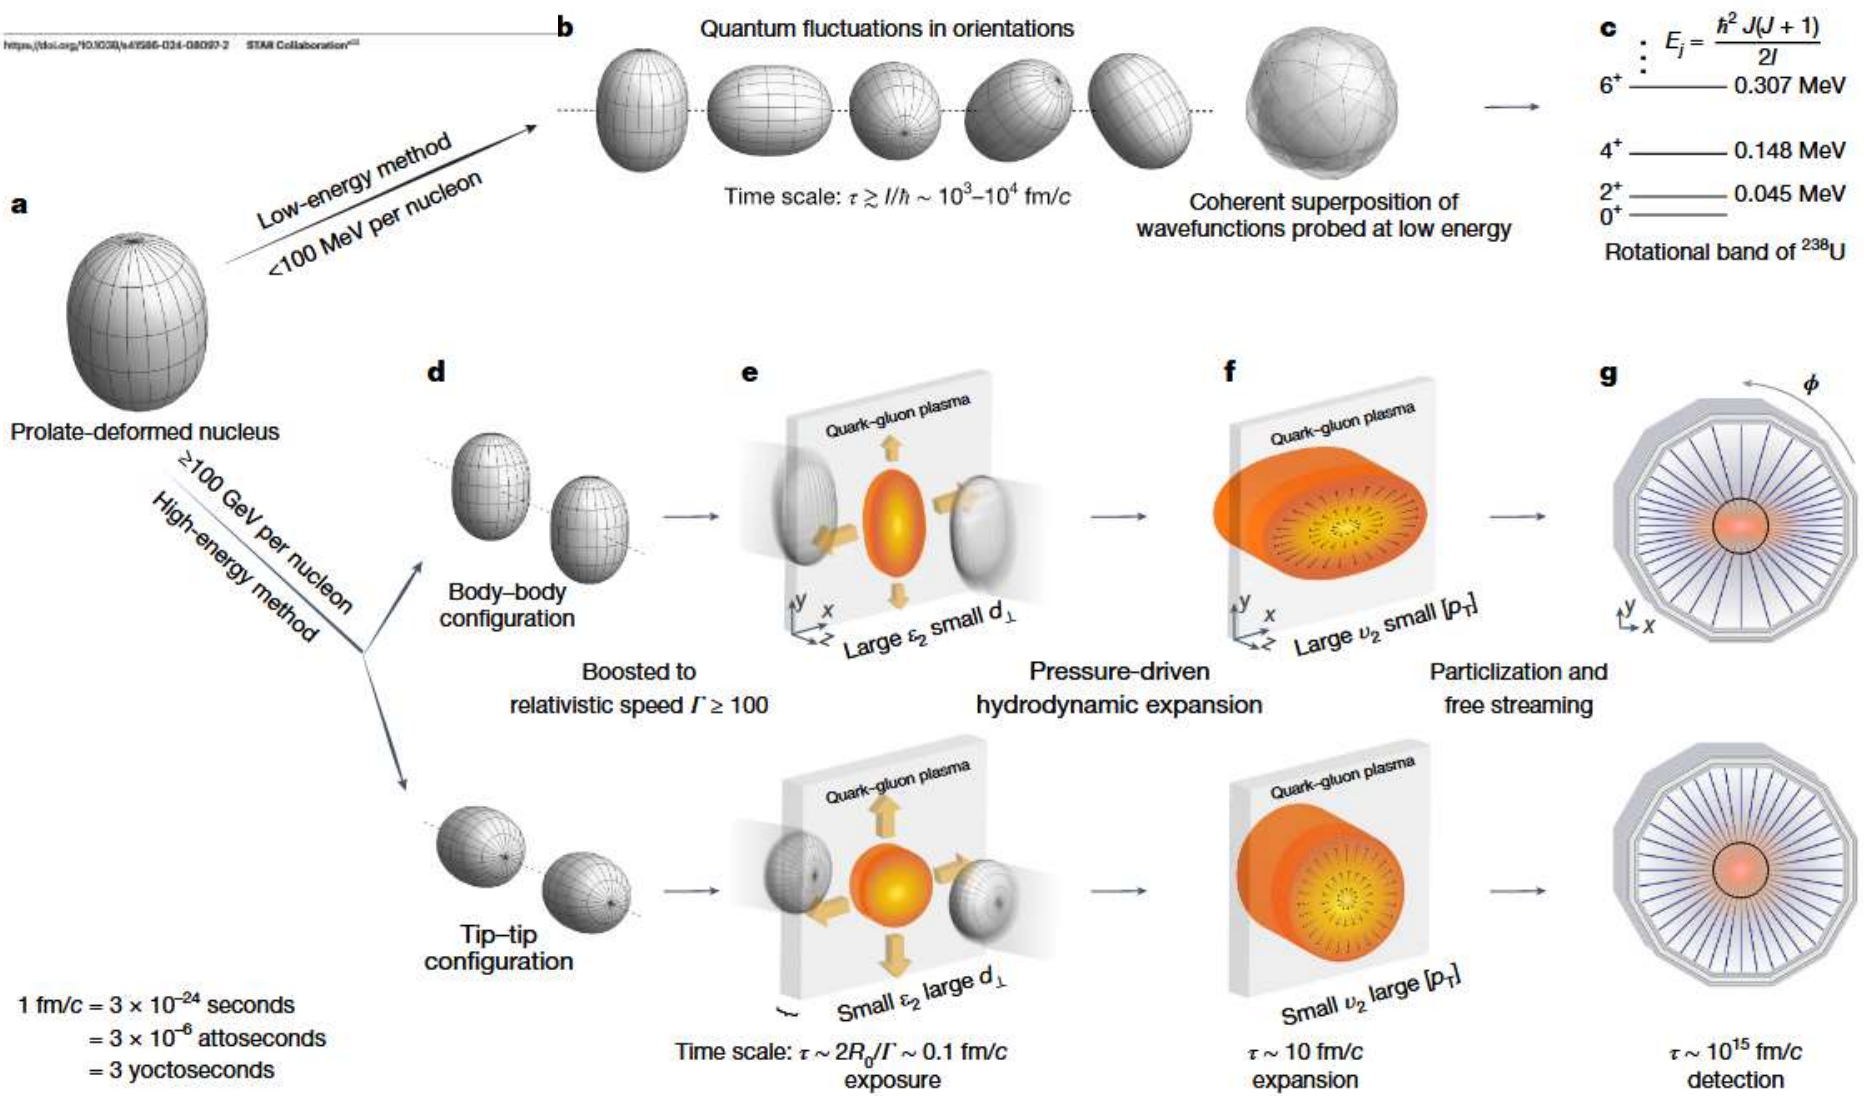 https://doi.org/10.1038/s41586-024-08097-2 STAR Collaboration
b
Quantum fluctuations in orientations
Time scale: τ ≳ I/ħ ~ 10³–10⁴ fm/c
Coherent superposition of
wavefunctions probed at low energy
c
E_j = ħ² J(J + 1) / 2I
6⁺ 0.307 MeV
4⁺ 0.148 MeV
2⁺ 0.045 MeV
0⁺
Rotational band of ²³⁸U
a
Low-energy method
<100 MeV per nucleon
Prolate-deformed nucleus
≥100 GeV per nucleon
High-energy method
d
Body–body
configuration
Boosted to
relativistic speed Γ ≥ 100
Tip–tip
configuration
e
Quark–gluon plasma
y
x
z
Large ε₂ small d⊥
Pressure-driven
hydrodynamic expansion
Quark–gluon plasma
Small ε₂ large d⊥
Time scale: τ ~ 2R₀/Γ ~ 0.1 fm/c
exposure
f
Quark–gluon plasma
y
x
z
Large υ₂ small [p_T]
Particlization and
free streaming
Quark–gluon plasma
Small υ₂ large [p_T]
τ ~ 10 fm/c
expansion
g
ϕ
y
x
τ ~ 10¹⁵ fm/c
detection
1 fm/c = 3 × 10⁻²⁴ seconds
= 3 × 10⁻⁶ attoseconds
= 3 yoctoseconds